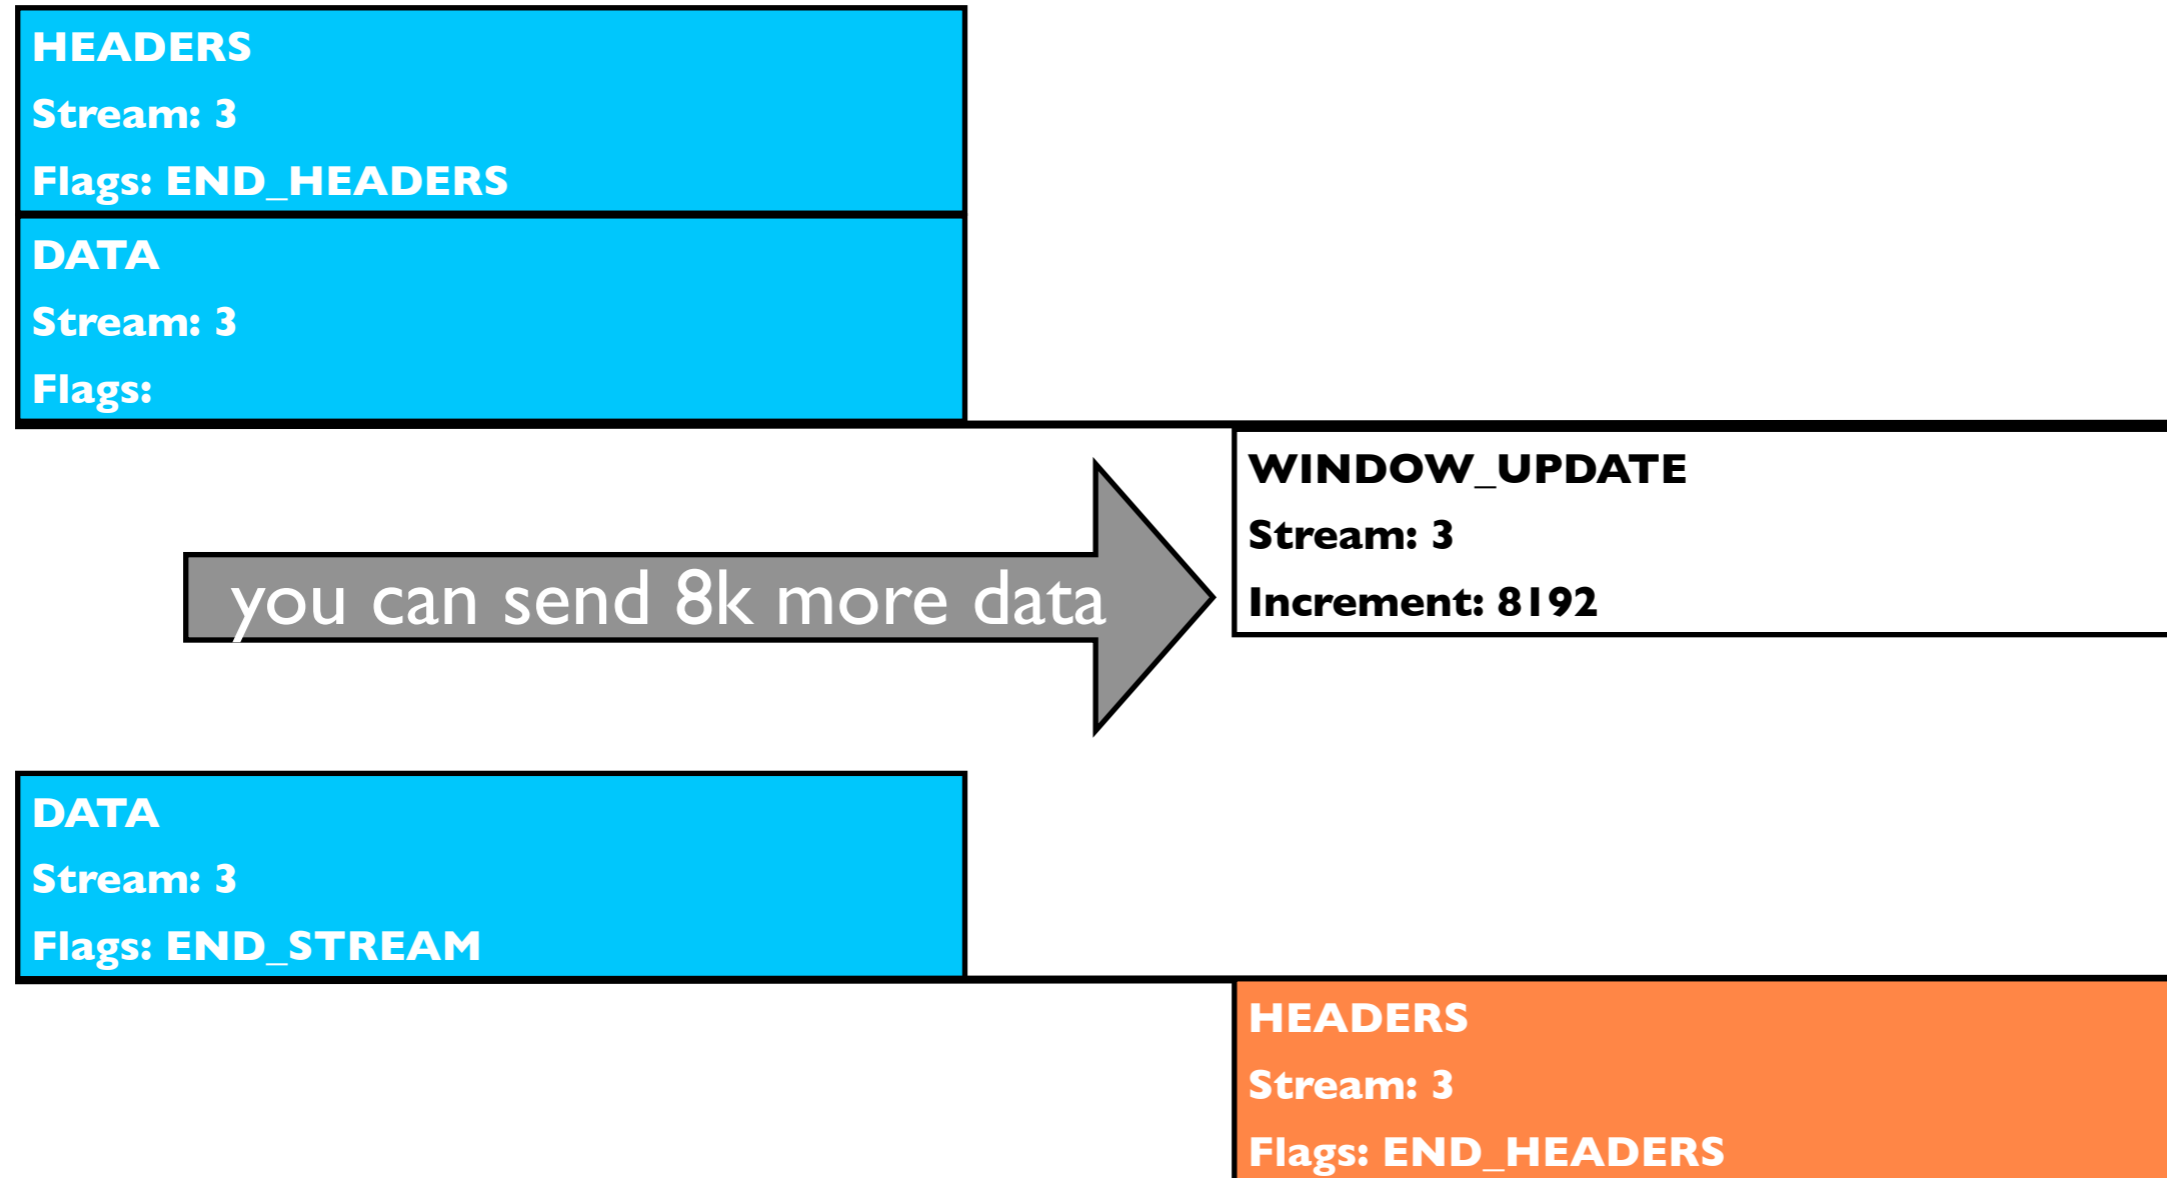 HEADERS
Stream: 3
Flags: END_HEADERS
DATA
Stream: 3
Flags:
WINDOW_UPDATE
Stream: 3
Increment: 8192
you can send 8k more data
DATA
Stream: 3
Flags: END_STREAM
HEADERS
Stream: 3
Flags: END_HEADERS